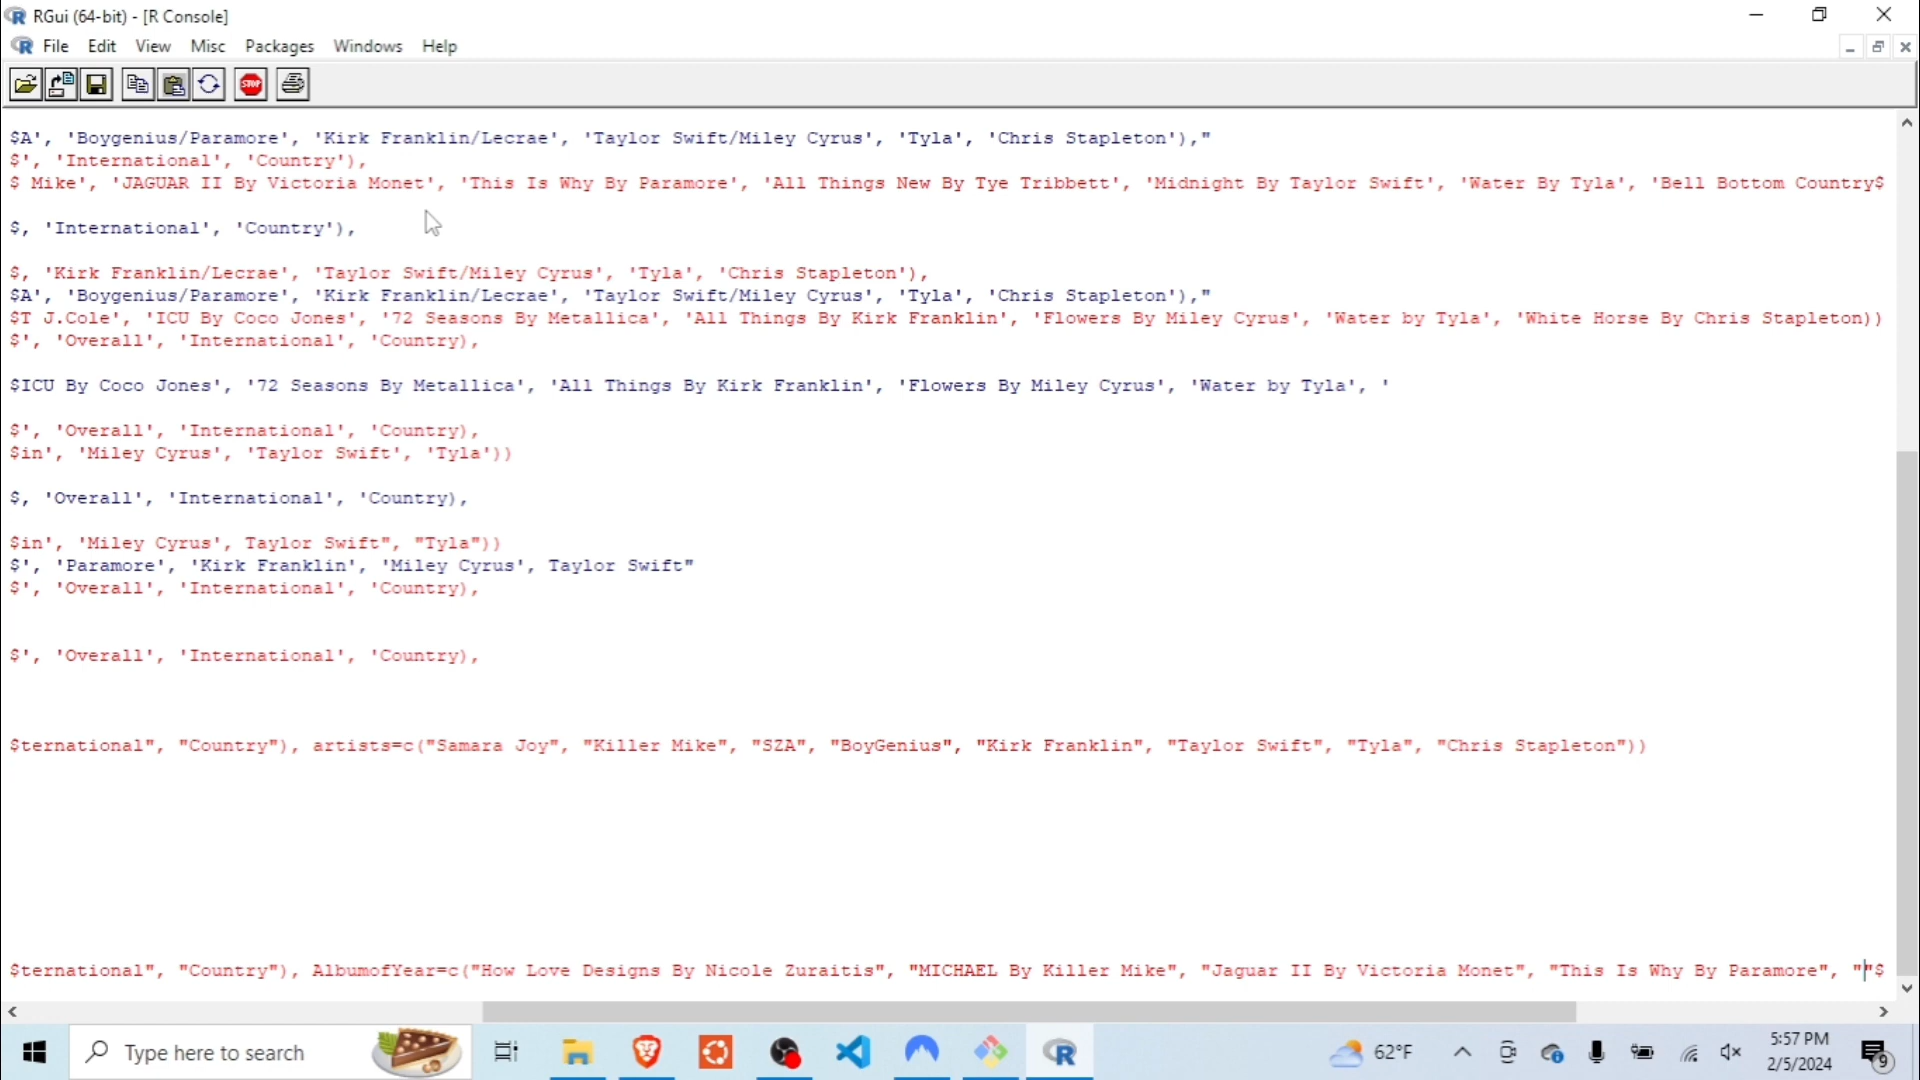 RGui (64-bit) - [R Console]
File Edit View Misc Packages Windows Help
STOP
$A', 'Boygenius/Paramore', 'Kirk Franklin/Lecrae', 'Taylor Swift/Miley Cyrus', 'Tyla', 'Chris Stapleton'),"
$', 'International', 'Country'),
$ Mike', 'JAGUAR II By Victoria Monet', 'This Is Why By Paramore', 'All Things New By Tye Tribbett', 'Midnight By Taylor Swift', 'Water By Tyla', 'Bell Bottom Country$
$, 'International', 'Country'),
$, 'Kirk Franklin/Lecrae', 'Taylor Swift/Miley Cyrus', 'Tyla', 'Chris Stapleton'),
$A', 'Boygenius/Paramore', 'Kirk Franklin/Lecrae', 'Taylor Swift/Miley Cyrus', 'Tyla', 'Chris Stapleton'),"
$T J.Cole', 'ICU By Coco Jones', '72 Seasons By Metallica', 'All Things By Kirk Franklin', 'Flowers By Miley Cyrus', 'Water by Tyla', 'White Horse By Chris Stapleton))
$', 'Overall', 'International', 'Country),
$ICU By Coco Jones', '72 Seasons By Metallica', 'All Things By Kirk Franklin', 'Flowers By Miley Cyrus', 'Water by Tyla', '
$', 'Overall', 'International', 'Country),
$in', 'Miley Cyrus', 'Taylor Swift', 'Tyla'))
$, 'Overall', 'International', 'Country),
$in', 'Miley Cyrus', Taylor Swift", "Tyla"))
$', 'Paramore', 'Kirk Franklin', 'Miley Cyrus', Taylor Swift"
$', 'Overall', 'International', 'Country),
$', 'Overall', 'International', 'Country),
$ternational", "Country"), artists=c("Samara Joy", "Killer Mike", "SZA", "BoyGenius", "Kirk Franklin", "Taylor Swift", "Tyla", "Chris Stapleton"))
$ternational", "Country"), AlbumofYear=c("How Love Designs By Nicole Zuraitis", "MICHAEL By Killer Mike", "Jaguar II By Victoria Monet", "This Is Why By Paramore", ""$
Type here to search
62°F
5:57 PM
2/5/2024
9